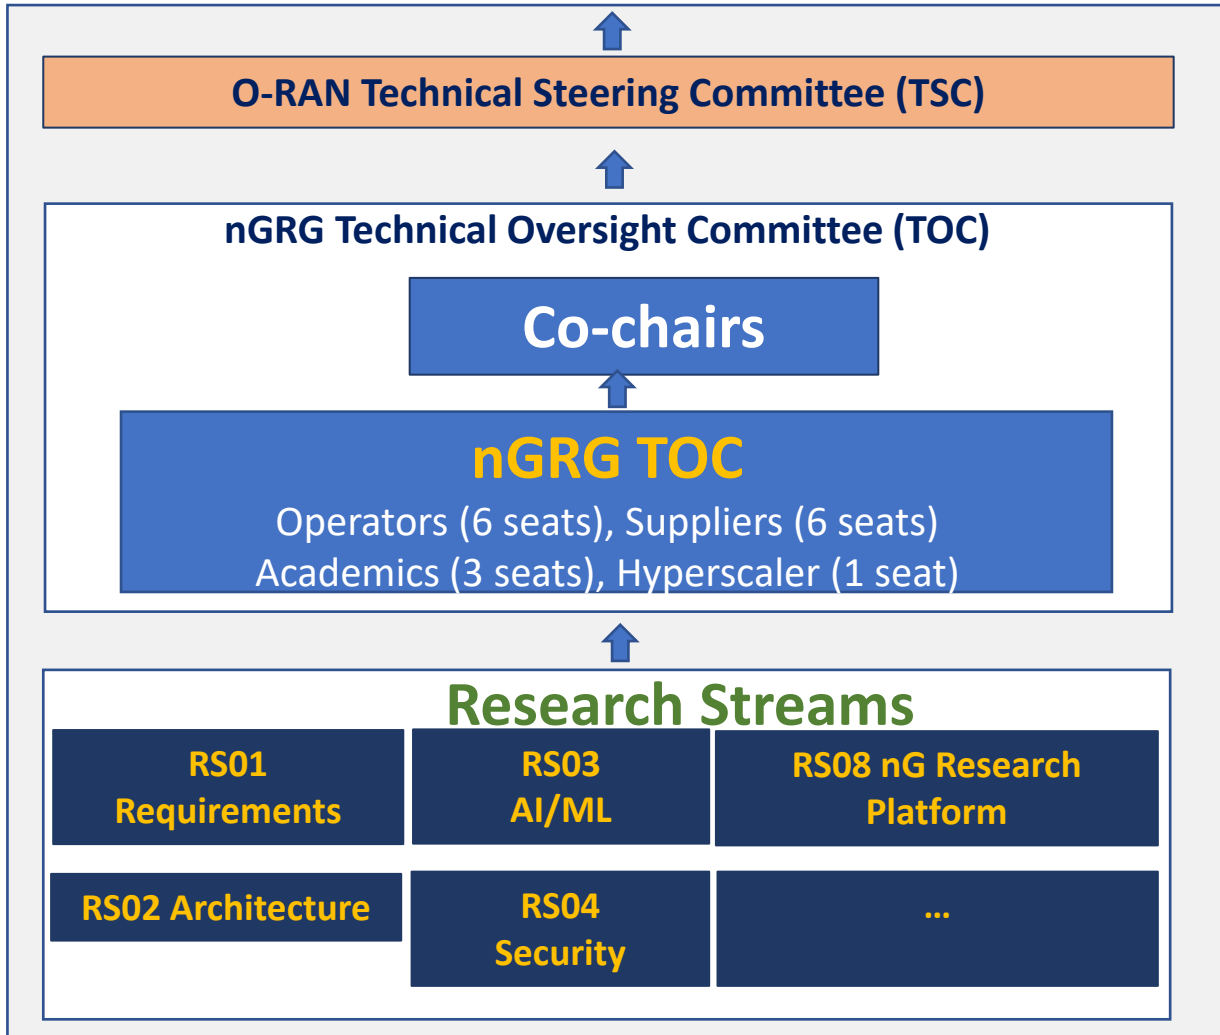 O-RAN Technical Steering Committee (TSC)
nGRG Technical Oversight Committee (TOC)
Co-chairs
nGRG TOC
Operators (6 seats), Suppliers (6 seats)
Academics (3 seats), Hyperscaler (1 seat)
Research Streams
RS01
Requirements
RS03
AI/ML
RS08 nG Research
Platform
RS02 Architecture
RS04
Security
...